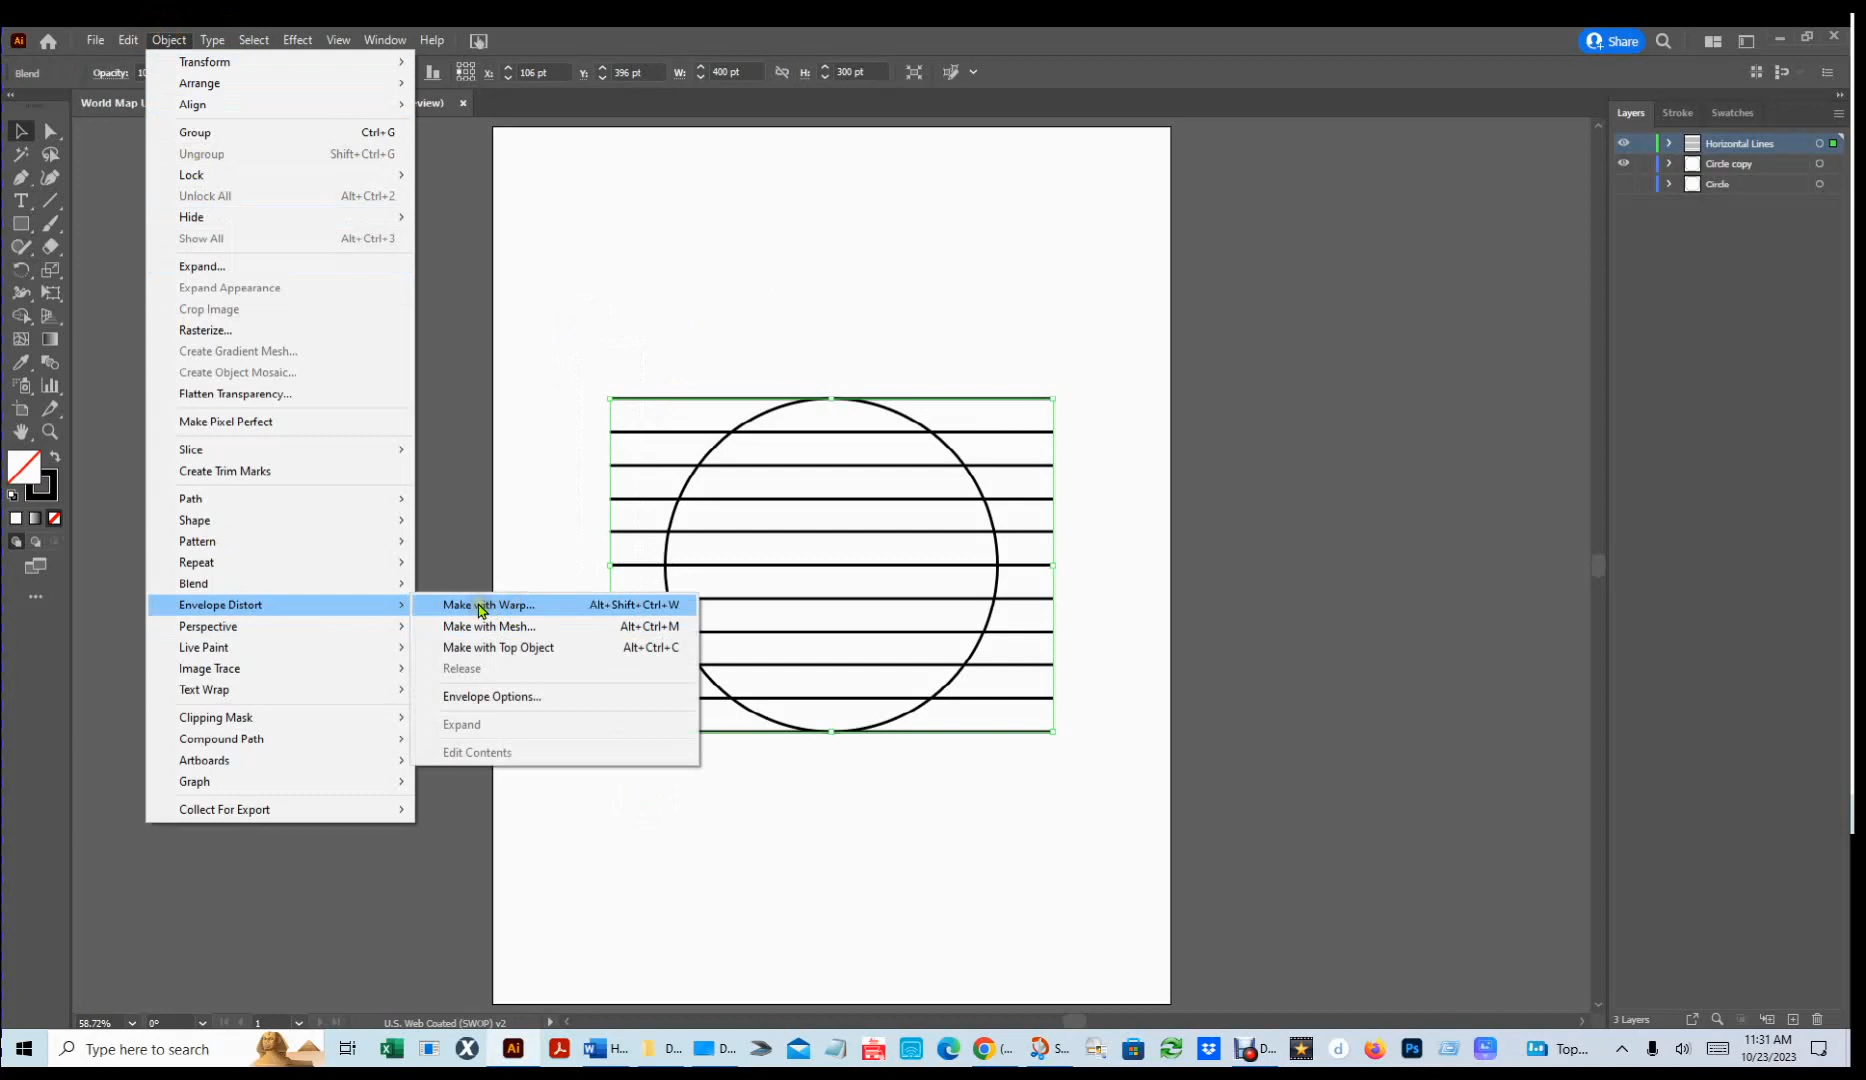 Ai File Edit Object Type Select Effect View Window Help Share
Blend Opacity: 10 X: 106 pt Y: 396 pt W: 400 pt H: 300 pt
World Map U view) ×
Transform
Arrange
Align
Group Ctrl+G
Ungroup Shift+Ctrl+G
Lock
Unlock All Alt+Ctrl+2
Hide
Show All Alt+Ctrl+3
Expand...
Expand Appearance
Crop Image
Rasterize...
Create Gradient Mesh...
Create Object Mosaic...
Flatten Transparency...
Make Pixel Perfect
Slice
Create Trim Marks
Path
Shape
Pattern
Repeat
Blend
Envelope Distort
Perspective
Live Paint
Image Trace
Text Wrap
Clipping Mask
Compound Path
Artboards
Graph
Collect For Export
Make with Warp... Alt+Shift+Ctrl+W
Make with Mesh... Alt+Ctrl+M
Make with Top Object Alt+Ctrl+C
Release
Envelope Options...
Expand
Edit Contents
Layers Stroke Swatches
Horizontal Lines
Circle copy
Circle
58.72% 0° 1 U.S. Web Coated (SWOP) v2 3 Layers
Type here to search Ai H... D... D... (... S... D... Ps Top... 11:31 AM
10/23/2023